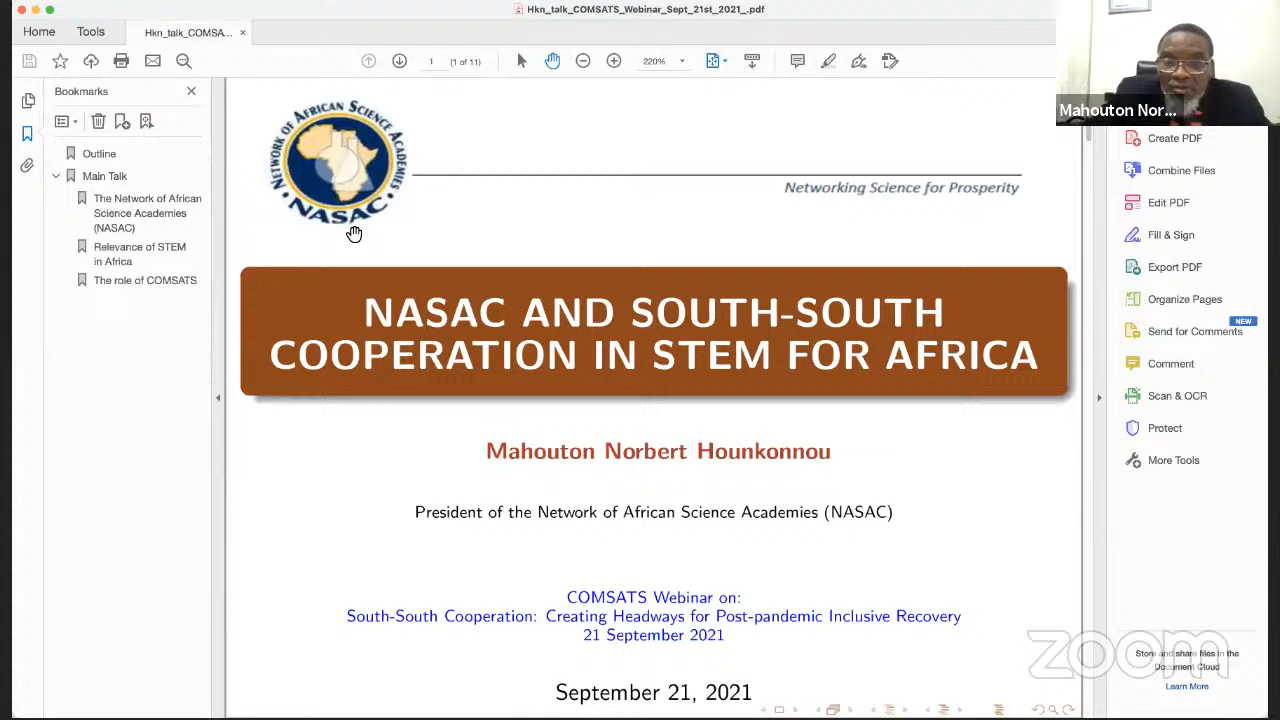 Hkn_talk_COMSATS_Webinar_Sept_21st_2021_.pdf
Home
Tools
Hkn_talk_COMSA...
1
(1 of 11)
220%
Mahouton Nor...
Bookmarks
Outline
Main Talk
The Network of African
Science Academies
(NASAC)
Relevance of STEM
in Africa
The role of COMSATS
NETWORK OF AFRICAN SCIENCE ACADEMIES
NASAC
Networking Science for Prosperity
NASAC AND SOUTH-SOUTH
COOPERATION IN STEM FOR AFRICA
Mahouton Norbert Hounkonnou
President of the Network of African Science Academies (NASAC)
COMSATS Webinar on:
South-South Cooperation: Creating Headways for Post-pandemic Inclusive Recovery
21 September 2021
September 21, 2021
Create PDF
Combine Files
Edit PDF
Fill & Sign
Export PDF
Organize Pages
NEW
Send for Comments
Comment
Scan & OCR
Protect
More Tools
zoom
Store and share files in the
Document Cloud
Learn More